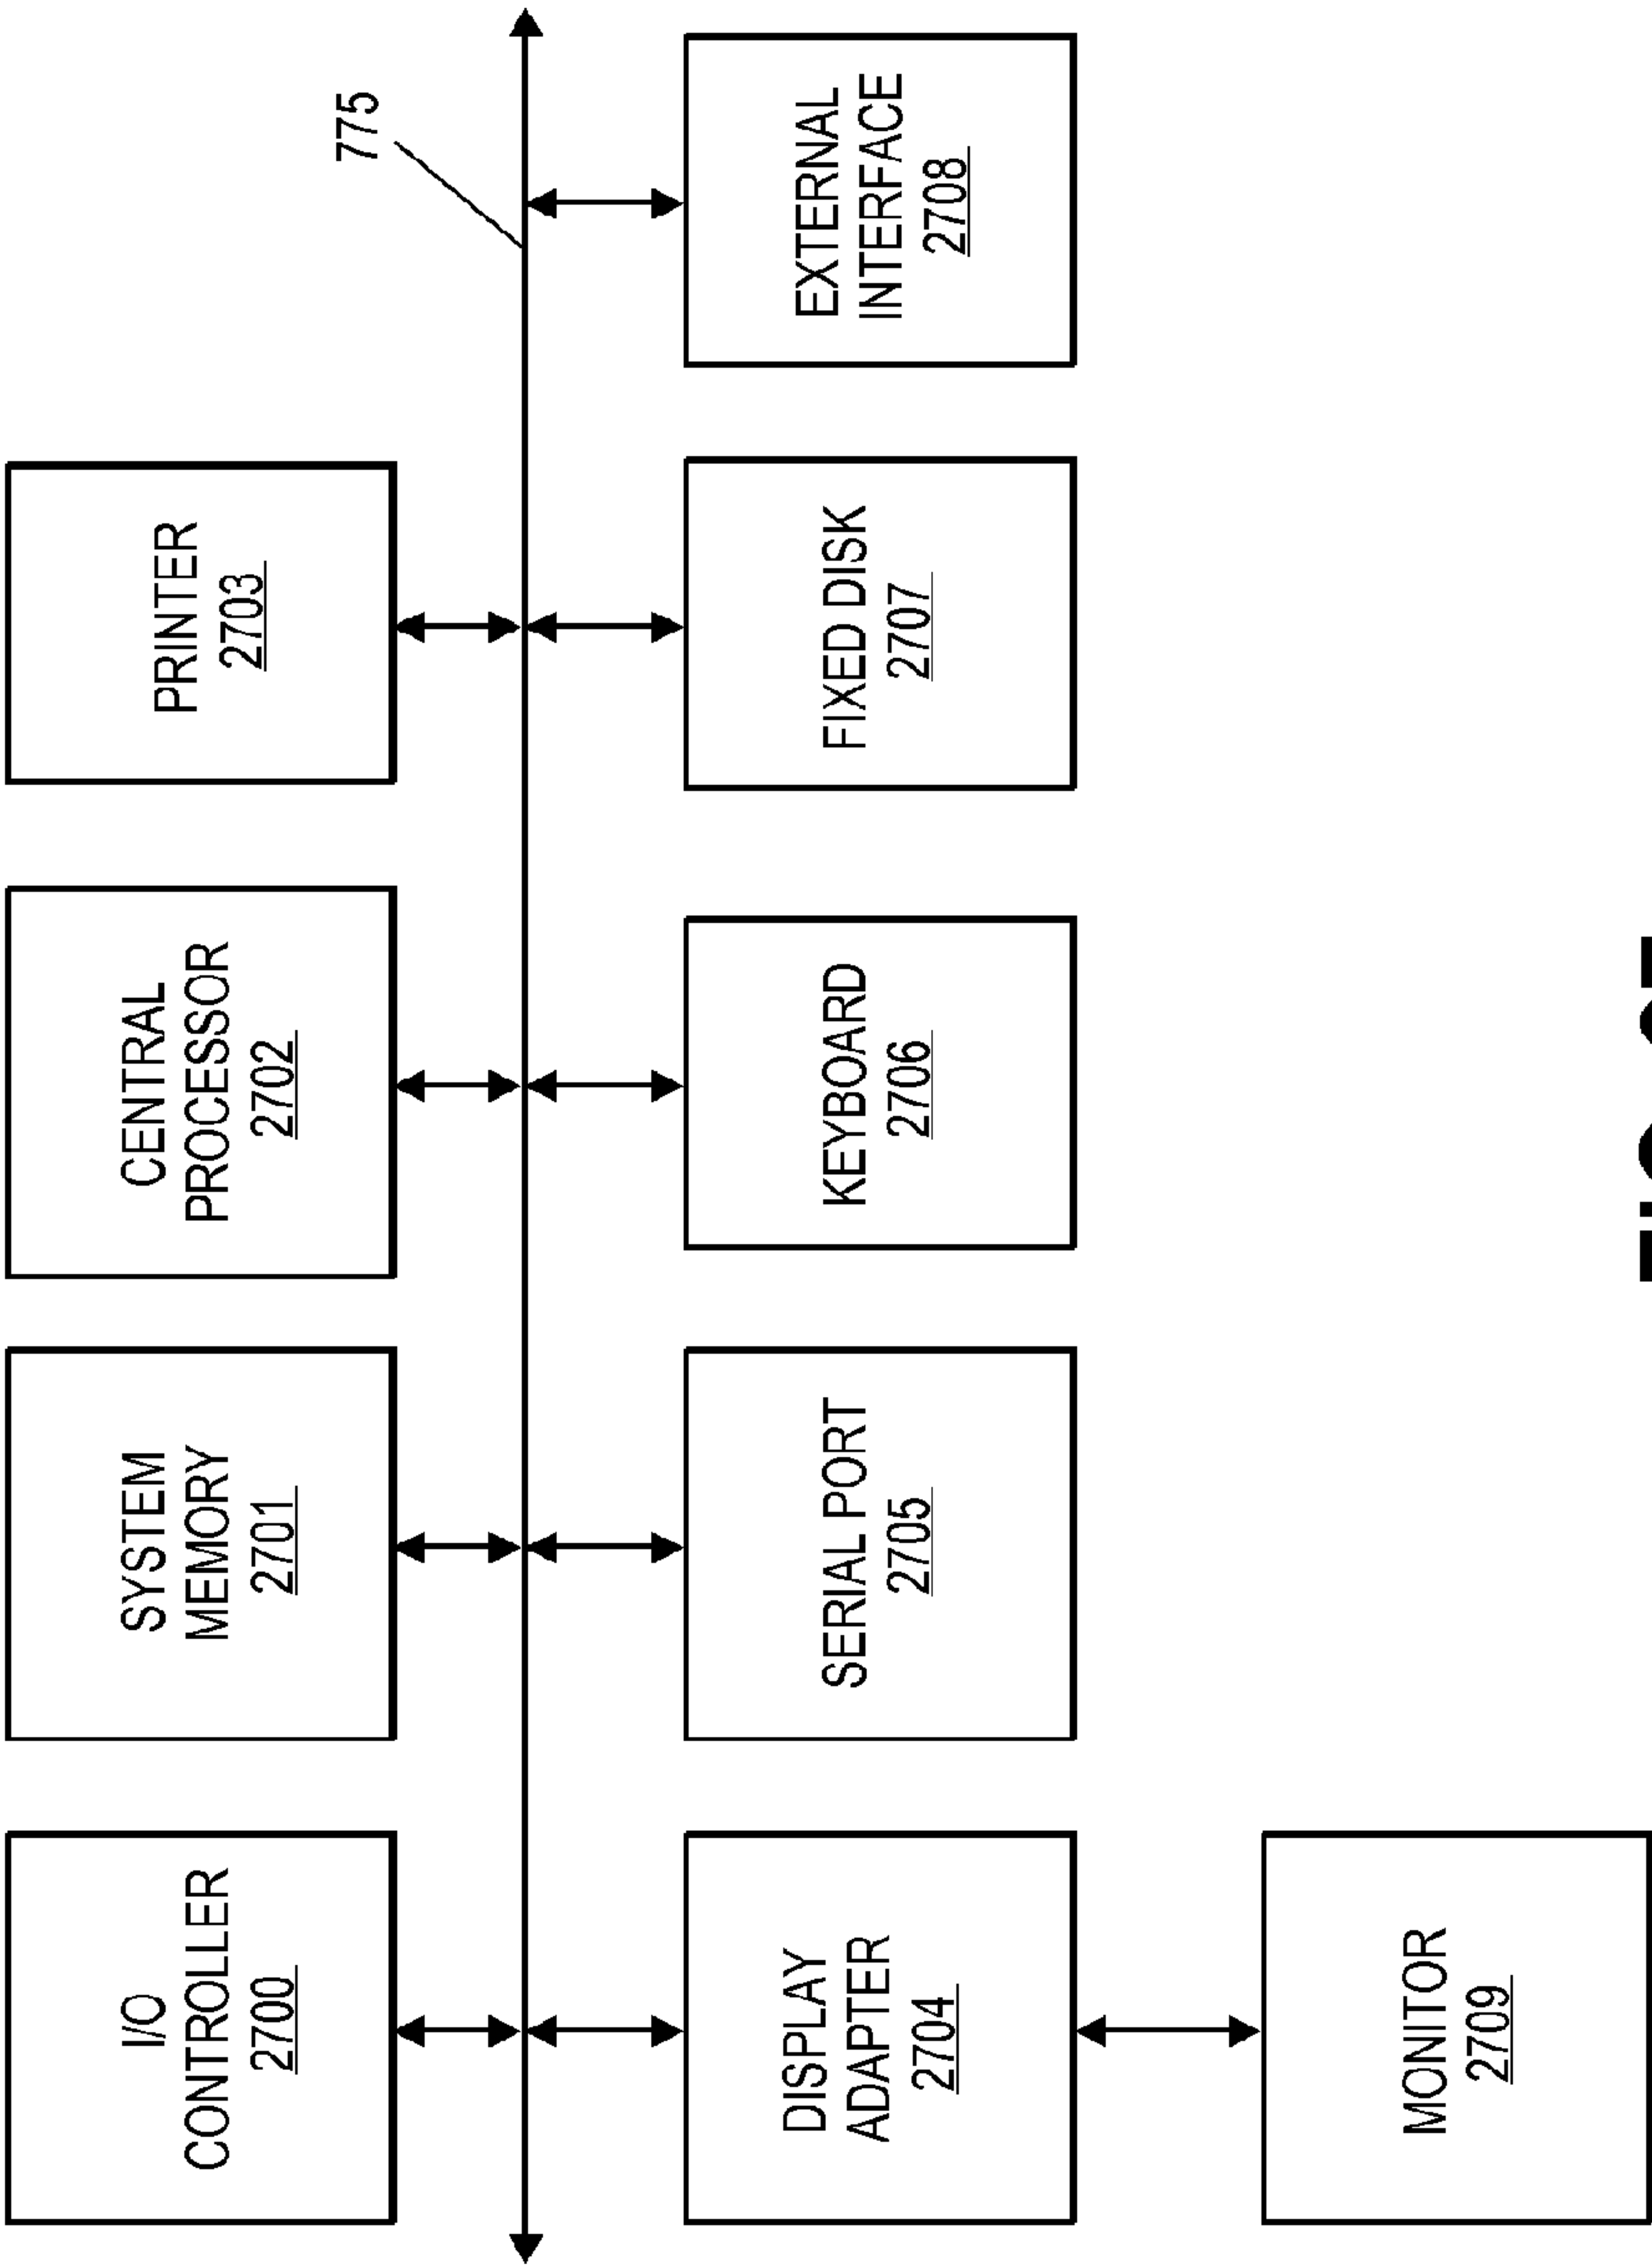 I/O
CONTROLLER
2700
SYSTEM
MEMORY
2701
CENTRAL
PROCESSOR
2702
PRINTER
2703
775
DISPLAY
ADAPTER
2704
SERIAL PORT
2705
KEYBOARD
2706
FIXED DISK
2707
EXTERNAL
INTERFACE
2708
MONITOR
2709